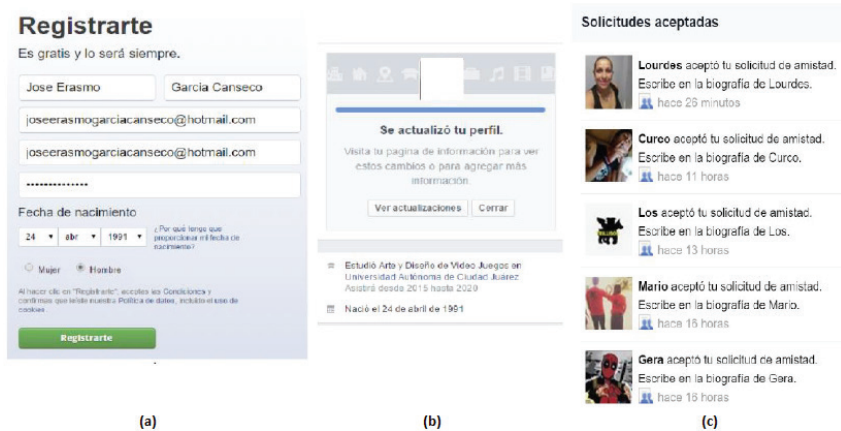 Registrarte
Es gratis y lo será siempre.
Jose Erasmo
Garcia Canseco
joseerasmogarciacanseco@hotmail.com
joseerasmogarciacanseco@hotmail.com
Fecha de nacimiento
24 abr 1991
¿Por qué tengo que
proporcionar mi fecha de
nacimiento?
Mujer Hombre
Al hacer clic en "Registrarte", aceptas las Condiciones y
confirmas que leíste nuestra Política de datos, incluido el uso de
cookies.
Registrarte
(a)
Se actualizó tu perfil.
Visita tu pagina de información para ver
estos cambios o para agregar más
información.
Ver actualizaciones Cerrar
Estudió Arte y Diseño de Video Juegos en
Universidad Autónoma de Ciudad Juárez
Asistirá desde 2015 hasta 2020
Nació el 24 de abril de 1991
(b)
Solicitudes aceptadas
Lourdes aceptó tu solicitud de amistad.
Escribe en la biografía de Lourdes.
hace 26 minutos
Curco aceptó tu solicitud de amistad.
Escribe en la biografía de Curco.
hace 11 horas
Los aceptó tu solicitud de amistad.
Escribe en la biografía de Los.
hace 13 horas
Mario aceptó tu solicitud de amistad.
Escribe en la biografía de Mario.
hace 16 horas
Gera aceptó tu solicitud de amistad.
Escribe en la biografía de Gera.
hace 16 horas
(c)